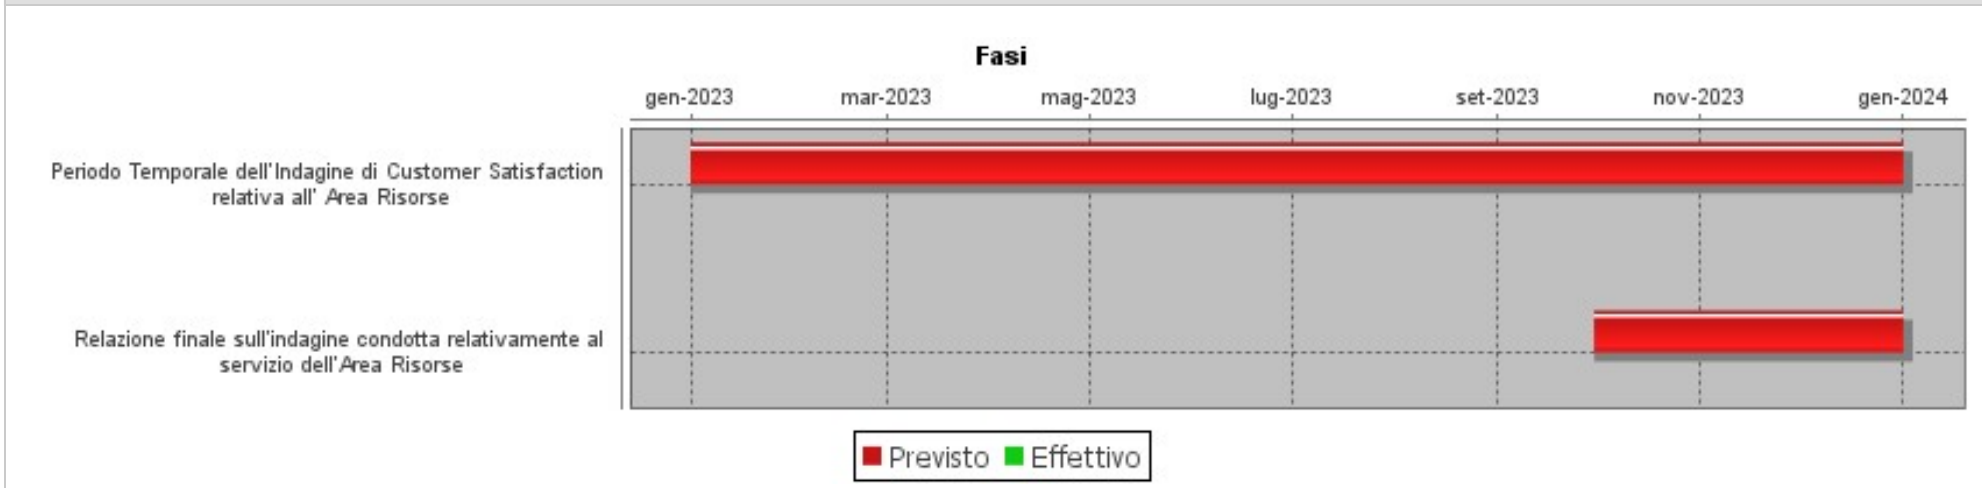 Fasi
gen-2023 mar-2023 mag-2023 lug-2023 set-2023 nov-2023 gen-2024
Periodo Temporale dell'Indagine di Customer Satisfaction
relativa all' Area Risorse
Relazione finale sull'indagine condotta relativamente al
servizio dell'Area Risorse
Previsto Effettivo